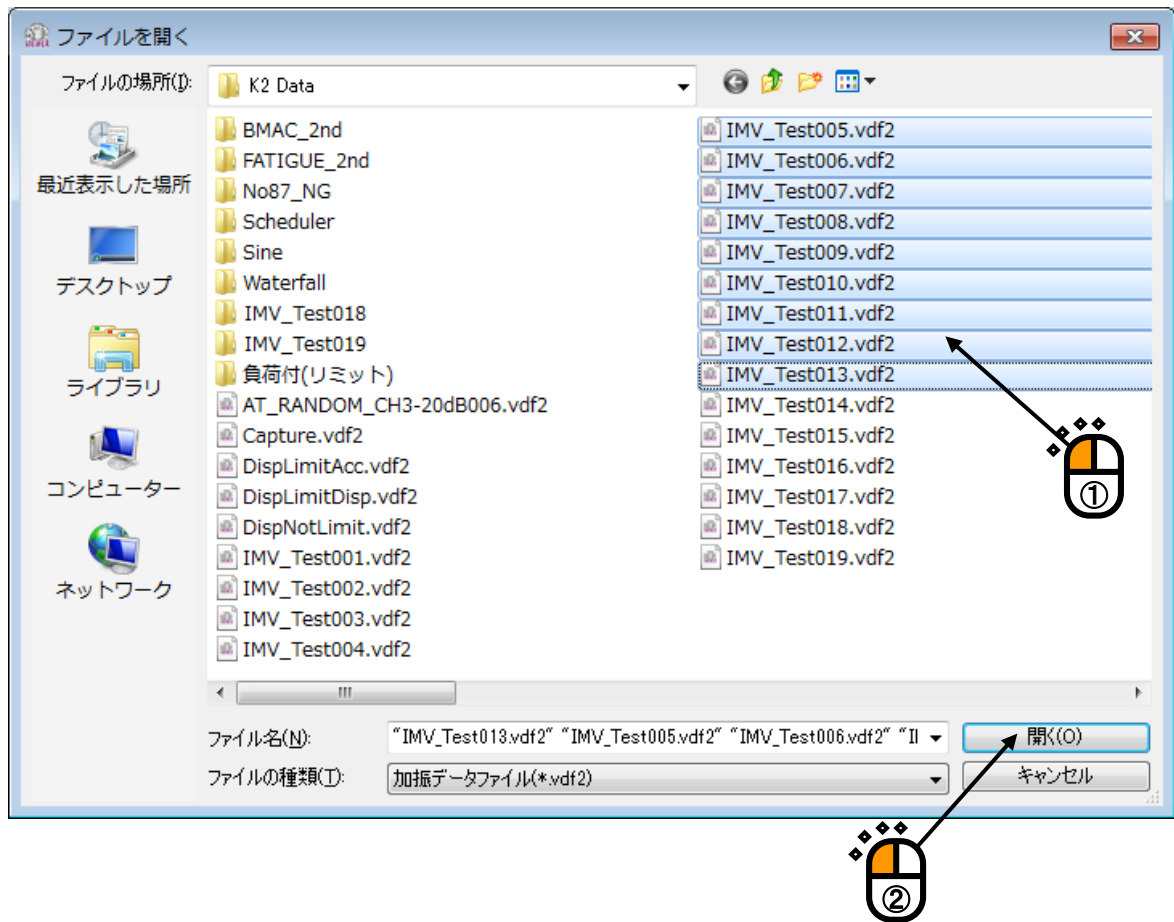 ファイルを開く
ファイルの場所(I):
K2 Data
最近表示した場所
デスクトップ
ライブラリ
コンピューター
ネットワーク
BMAC_2nd
FATIGUE_2nd
No87_NG
Scheduler
Sine
Waterfall
IMV_Test018
IMV_Test019
負荷付(リミット)
AT_RANDOM_CH3-20dB006.vdf2
Capture.vdf2
DispLimitAcc.vdf2
DispLimitDisp.vdf2
DispNotLimit.vdf2
IMV_Test001.vdf2
IMV_Test002.vdf2
IMV_Test003.vdf2
IMV_Test004.vdf2
IMV_Test005.vdf2
IMV_Test006.vdf2
IMV_Test007.vdf2
IMV_Test008.vdf2
IMV_Test009.vdf2
IMV_Test010.vdf2
IMV_Test011.vdf2
IMV_Test012.vdf2
IMV_Test013.vdf2
IMV_Test014.vdf2
IMV_Test015.vdf2
IMV_Test016.vdf2
IMV_Test017.vdf2
IMV_Test018.vdf2
IMV_Test019.vdf2
①
ファイル名(N):
"IMV_Test013.vdf2" "IMV_Test005.vdf2" "IMV_Test006.vdf2"
開く(O)
ファイルの種類(T):
加振データファイル(*.vdf2)
キャンセル
②